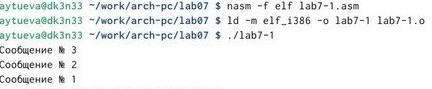 aytueva@dk3n33 ~/work/arch-pc/lab07 $ nasm -f elf lab7-1.asm
aytueva@dk3n33 ~/work/arch-pc/lab07 $ ld -m elf_i386 -o lab7-1 lab7-1.o
aytueva@dk3n33 ~/work/arch-pc/lab07 $ ./lab7-1
Сообщение № 3
Сообщение № 2
Сообщение № 1